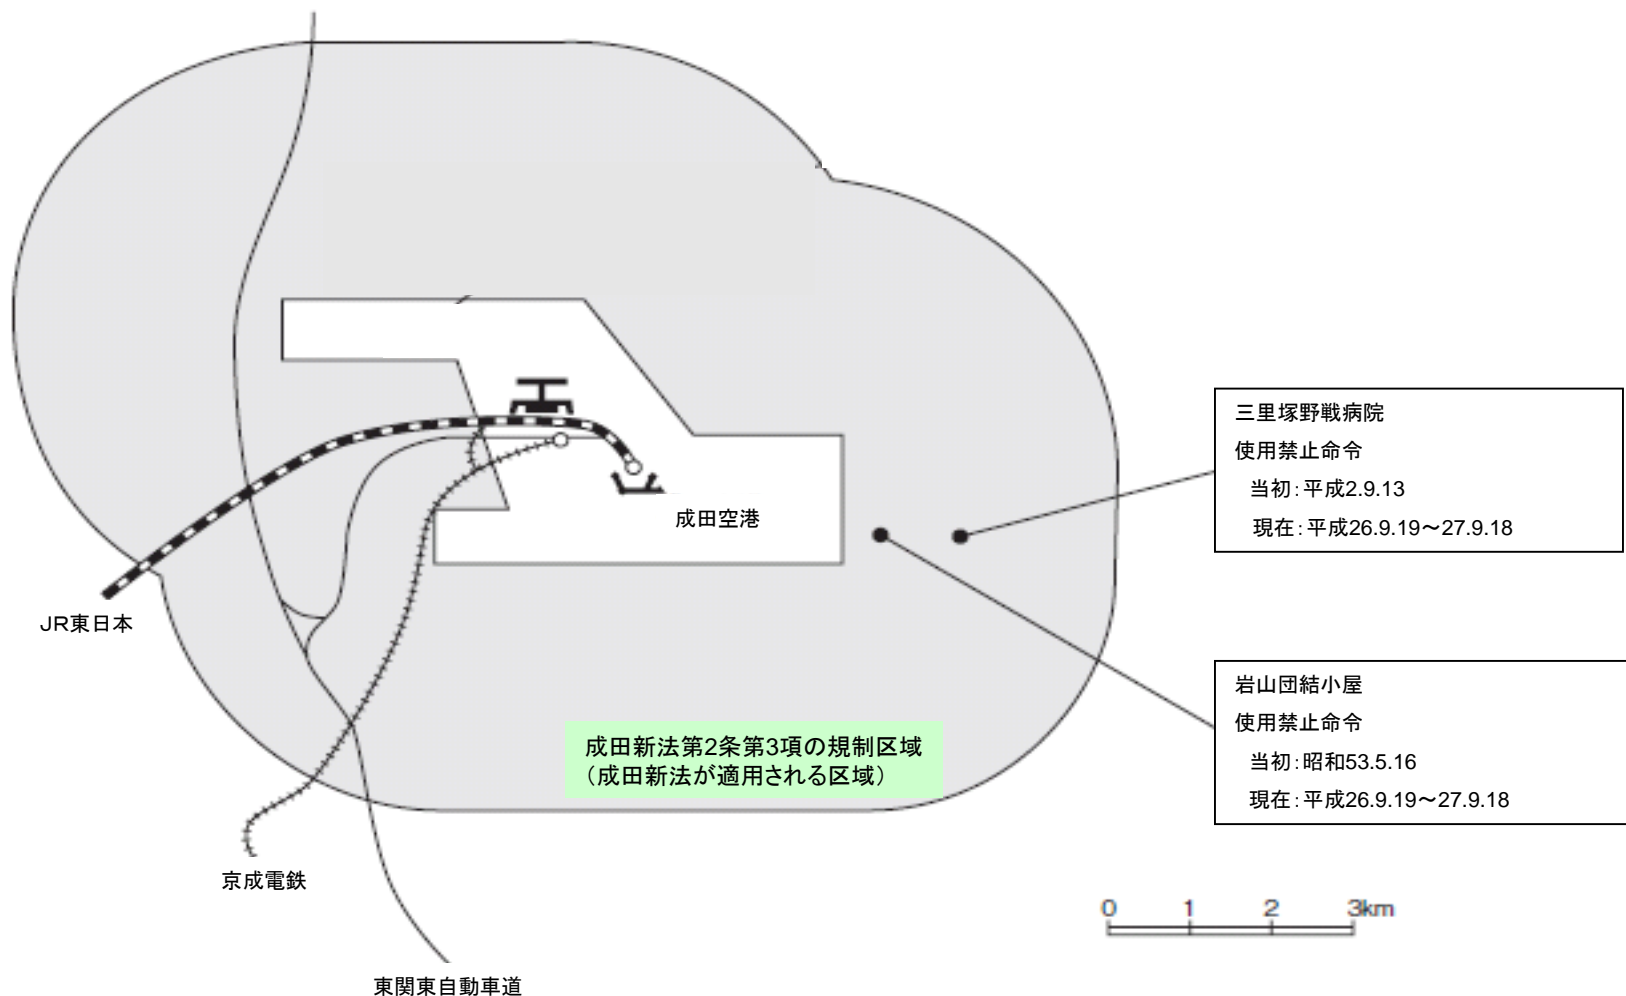 三里塚野戦病院
使用禁止命令
当初：平成2.9.13
現在：平成26.9.19～27.9.18
成田空港
JR東日本
岩山団結小屋
使用禁止命令
当初：昭和53.5.16
現在：平成26.9.19～27.9.18
成田新法第2条第3項の規制区域
（成田新法が適用される区域）
京成電鉄
0 1 2 3km
東関東自動車道